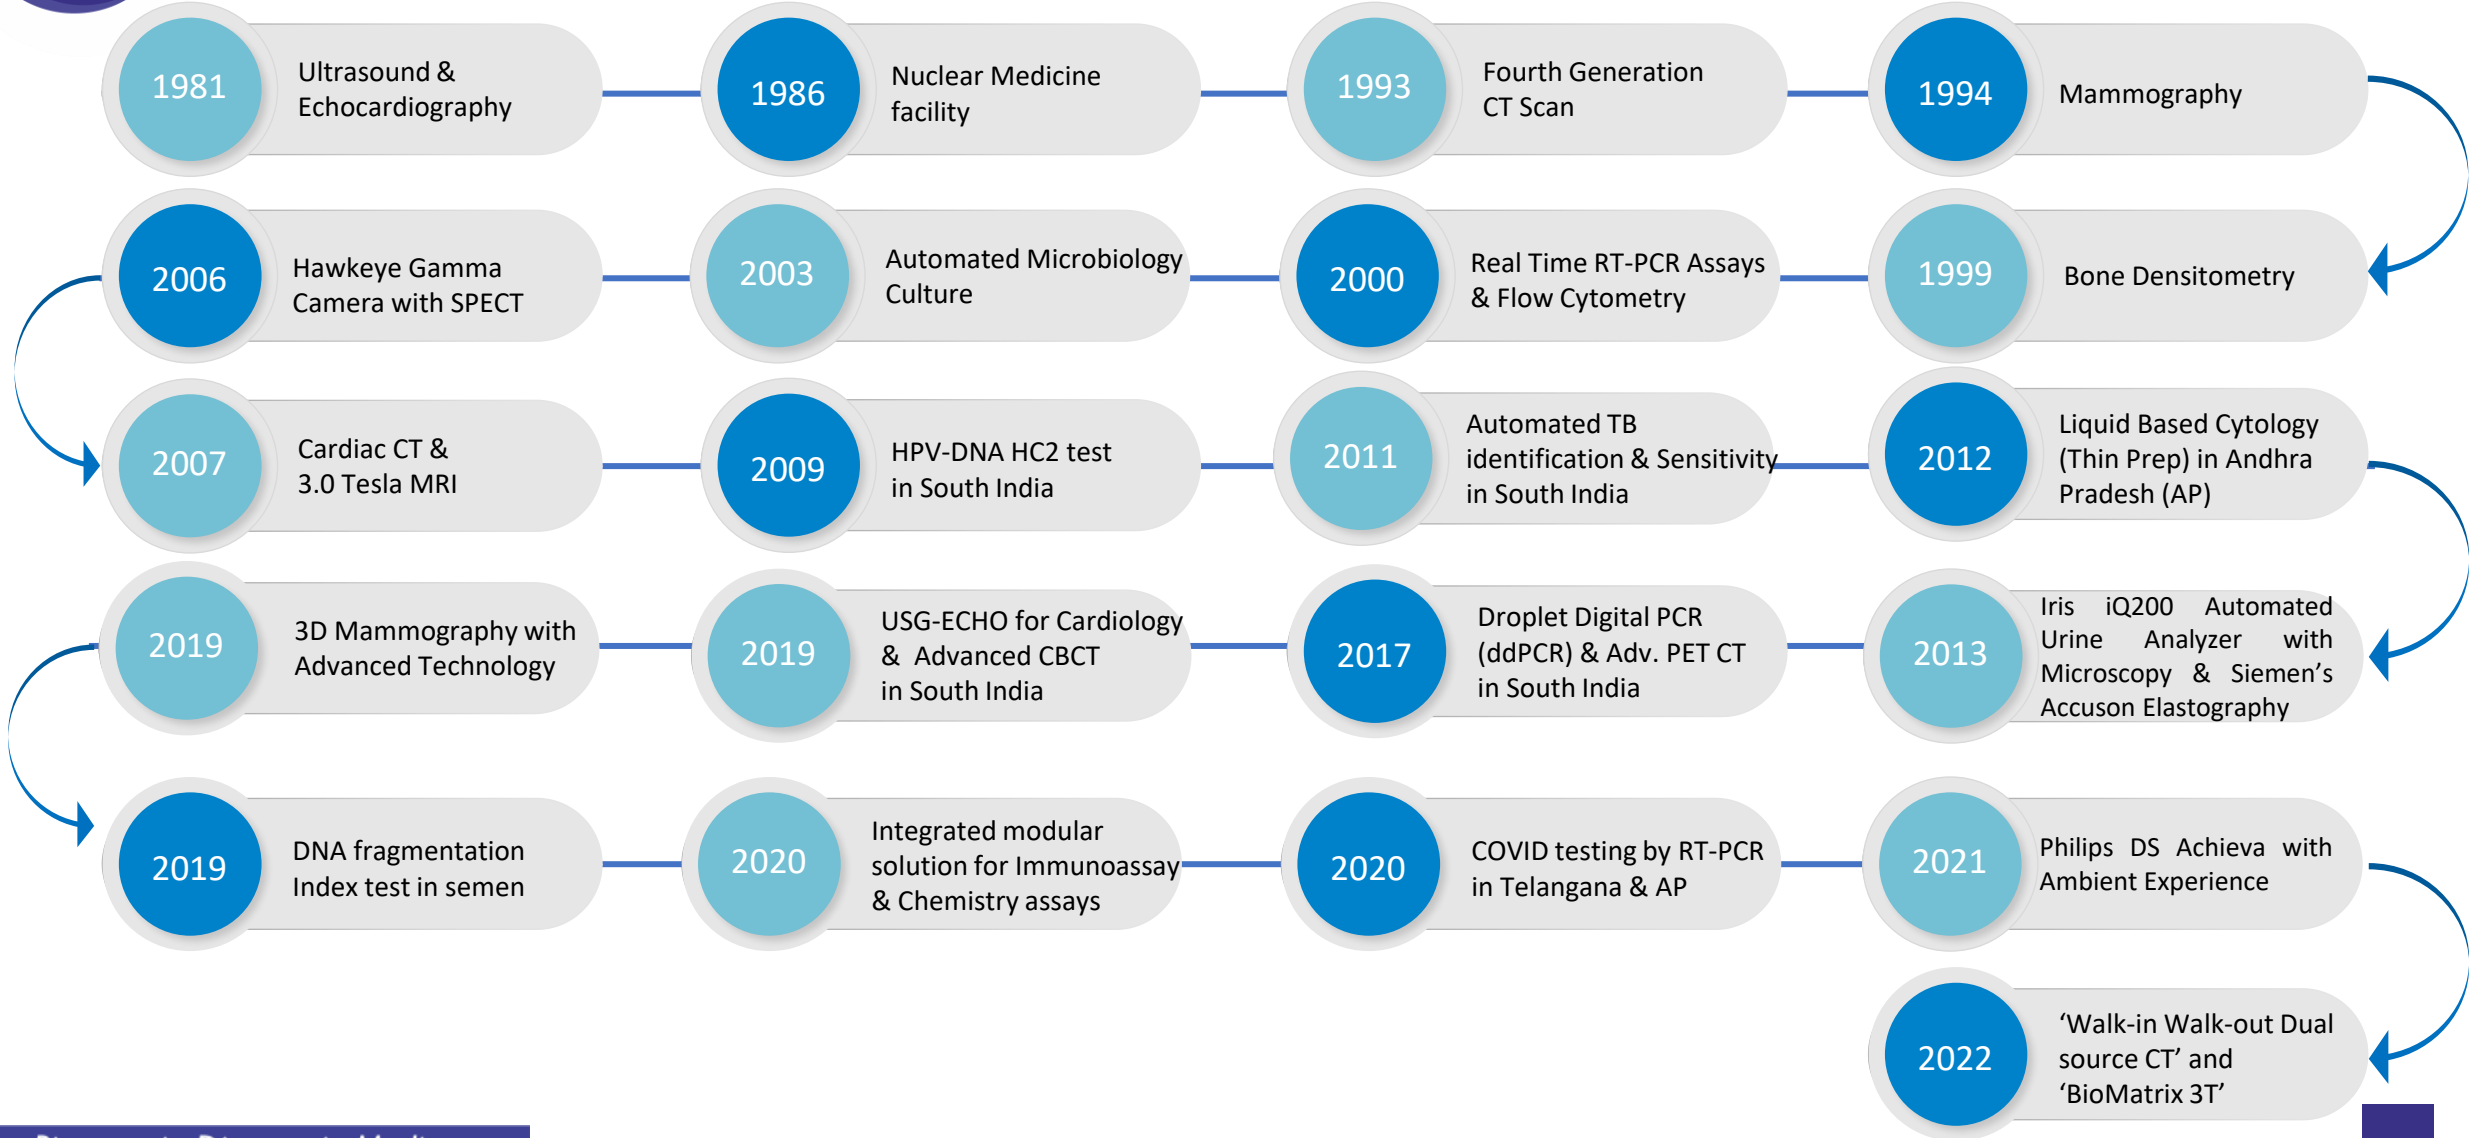 1981
Ultrasound &
Echocardiography
1986
Nuclear Medicine
facility
1993
Fourth Generation
CT Scan
1994
Mammography
2006
Hawkeye Gamma
Camera with SPECT
2003
Automated Microbiology
Culture
2000
Real Time RT-PCR Assays
& Flow Cytometry
1999
Bone Densitometry
2007
Cardiac CT &
3.0 Tesla MRI
2009
HPV-DNA HC2 test
in South India
2011
Automated TB
identification & Sensitivity
in South India
2012
Liquid Based Cytology
(Thin Prep) in Andhra
Pradesh (AP)
2019
3D Mammography with
Advanced Technology
2019
USG-ECHO for Cardiology
& Advanced CBCT
in South India
2017
Droplet Digital PCR
(ddPCR) & Adv. PET CT
in South India
2013
Iris iQ200 Automated
Urine Analyzer with
Microscopy & Siemen’s
Accuson Elastography
2019
DNA fragmentation
Index test in semen
2020
Integrated modular
solution for Immunoassay
& Chemistry assays
2020
COVID testing by RT-PCR
in Telangana & AP
2021
Philips DS Achieva with
Ambient Experience
2022
‘Walk-in Walk-out Dual
source CT’ and
‘BioMatrix 3T’